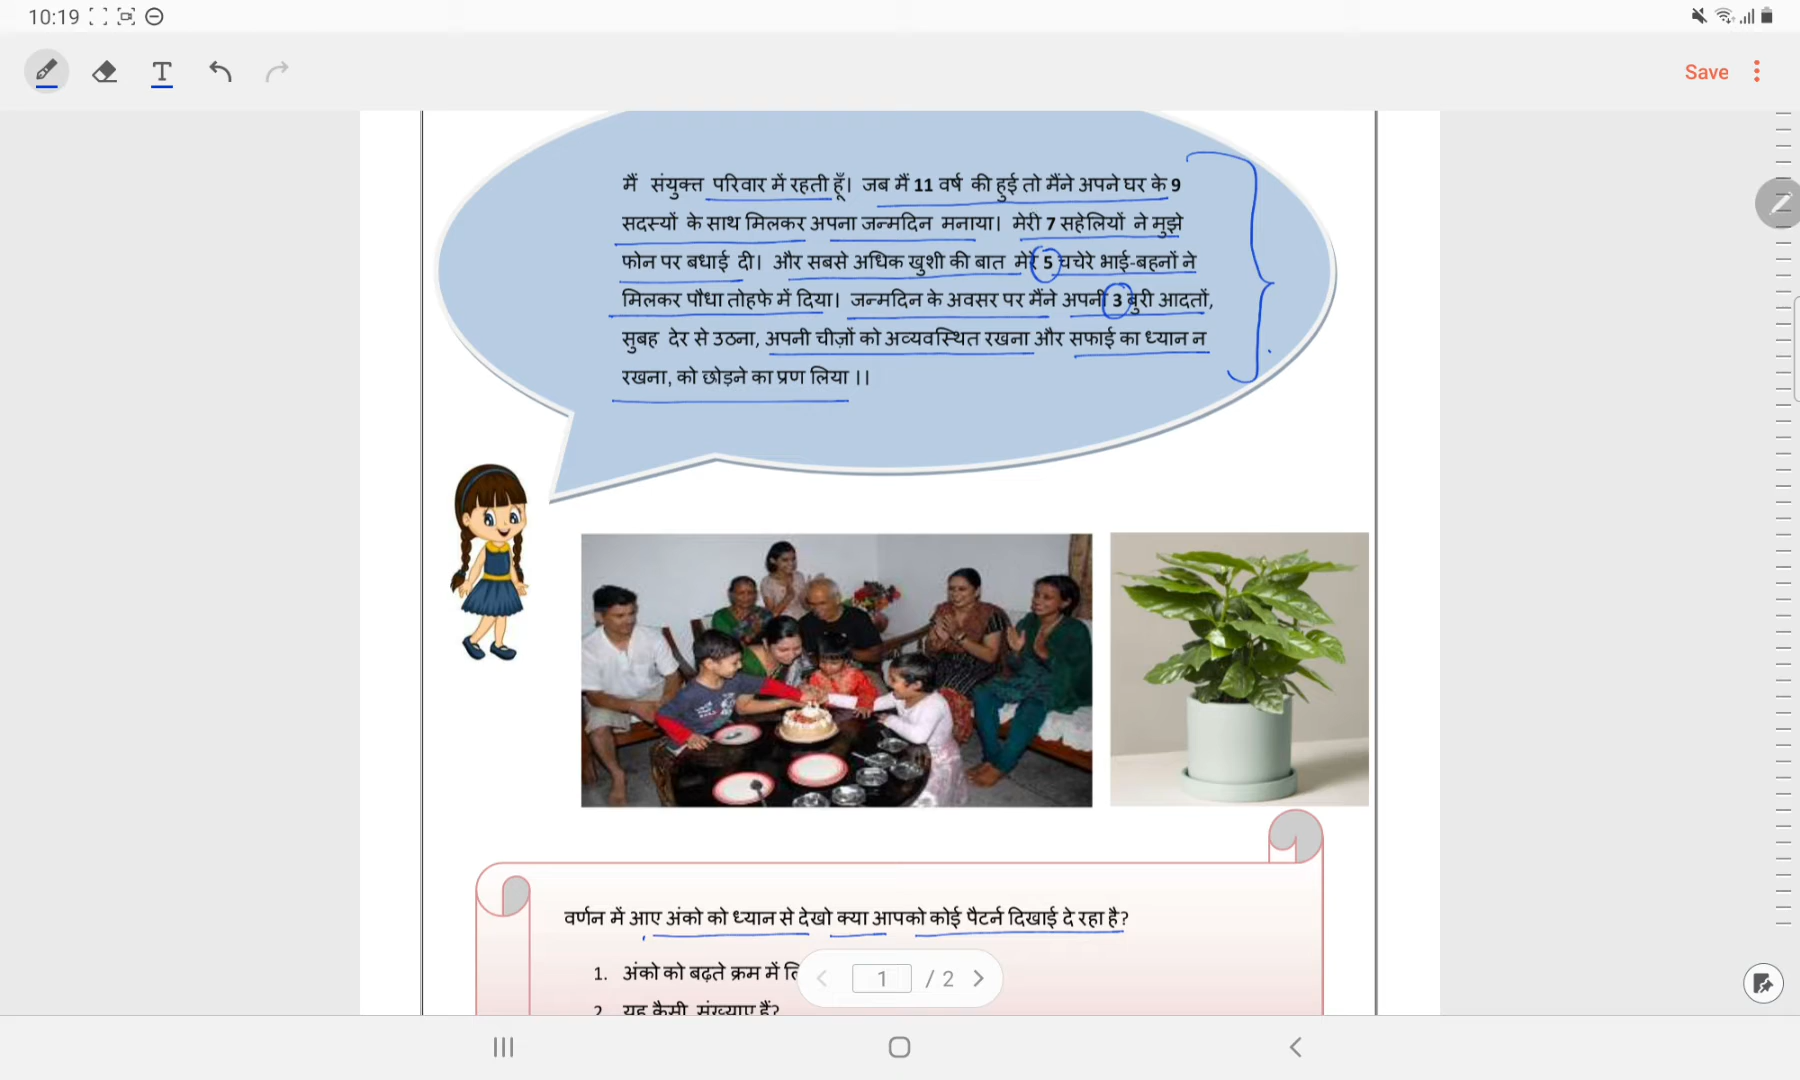 10:19
T
Save
मैं संयुक्त परिवार में रहती हूँ। जब मैं 11 वर्ष की हुई तो मैंने अपने घर के 9
सदस्यों के साथ मिलकर अपना जन्मदिन मनाया। मेरी 7 सहेलियों ने मुझे
फोन पर बधाई दी। और सबसे अधिक खुशी की बात मेरे 5 चचेरे भाई-बहनों ने
मिलकर पौधा तोहफे में दिया। जन्मदिन के अवसर पर मैंने अपनी 3 बुरी आदतों,
सुबह देर से उठना, अपनी चीज़ों को अव्यवस्थित रखना और सफाई का ध्यान न
रखना, को छोड़ने का प्रण लिया ।।
वर्णन में आए अंको को ध्यान से देखो क्या आपको कोई पैटर्न दिखाई दे रहा है?
1. अंको को बढ़ते क्रम में
2. यह कैसी संख्याए हैं?
1 / 2